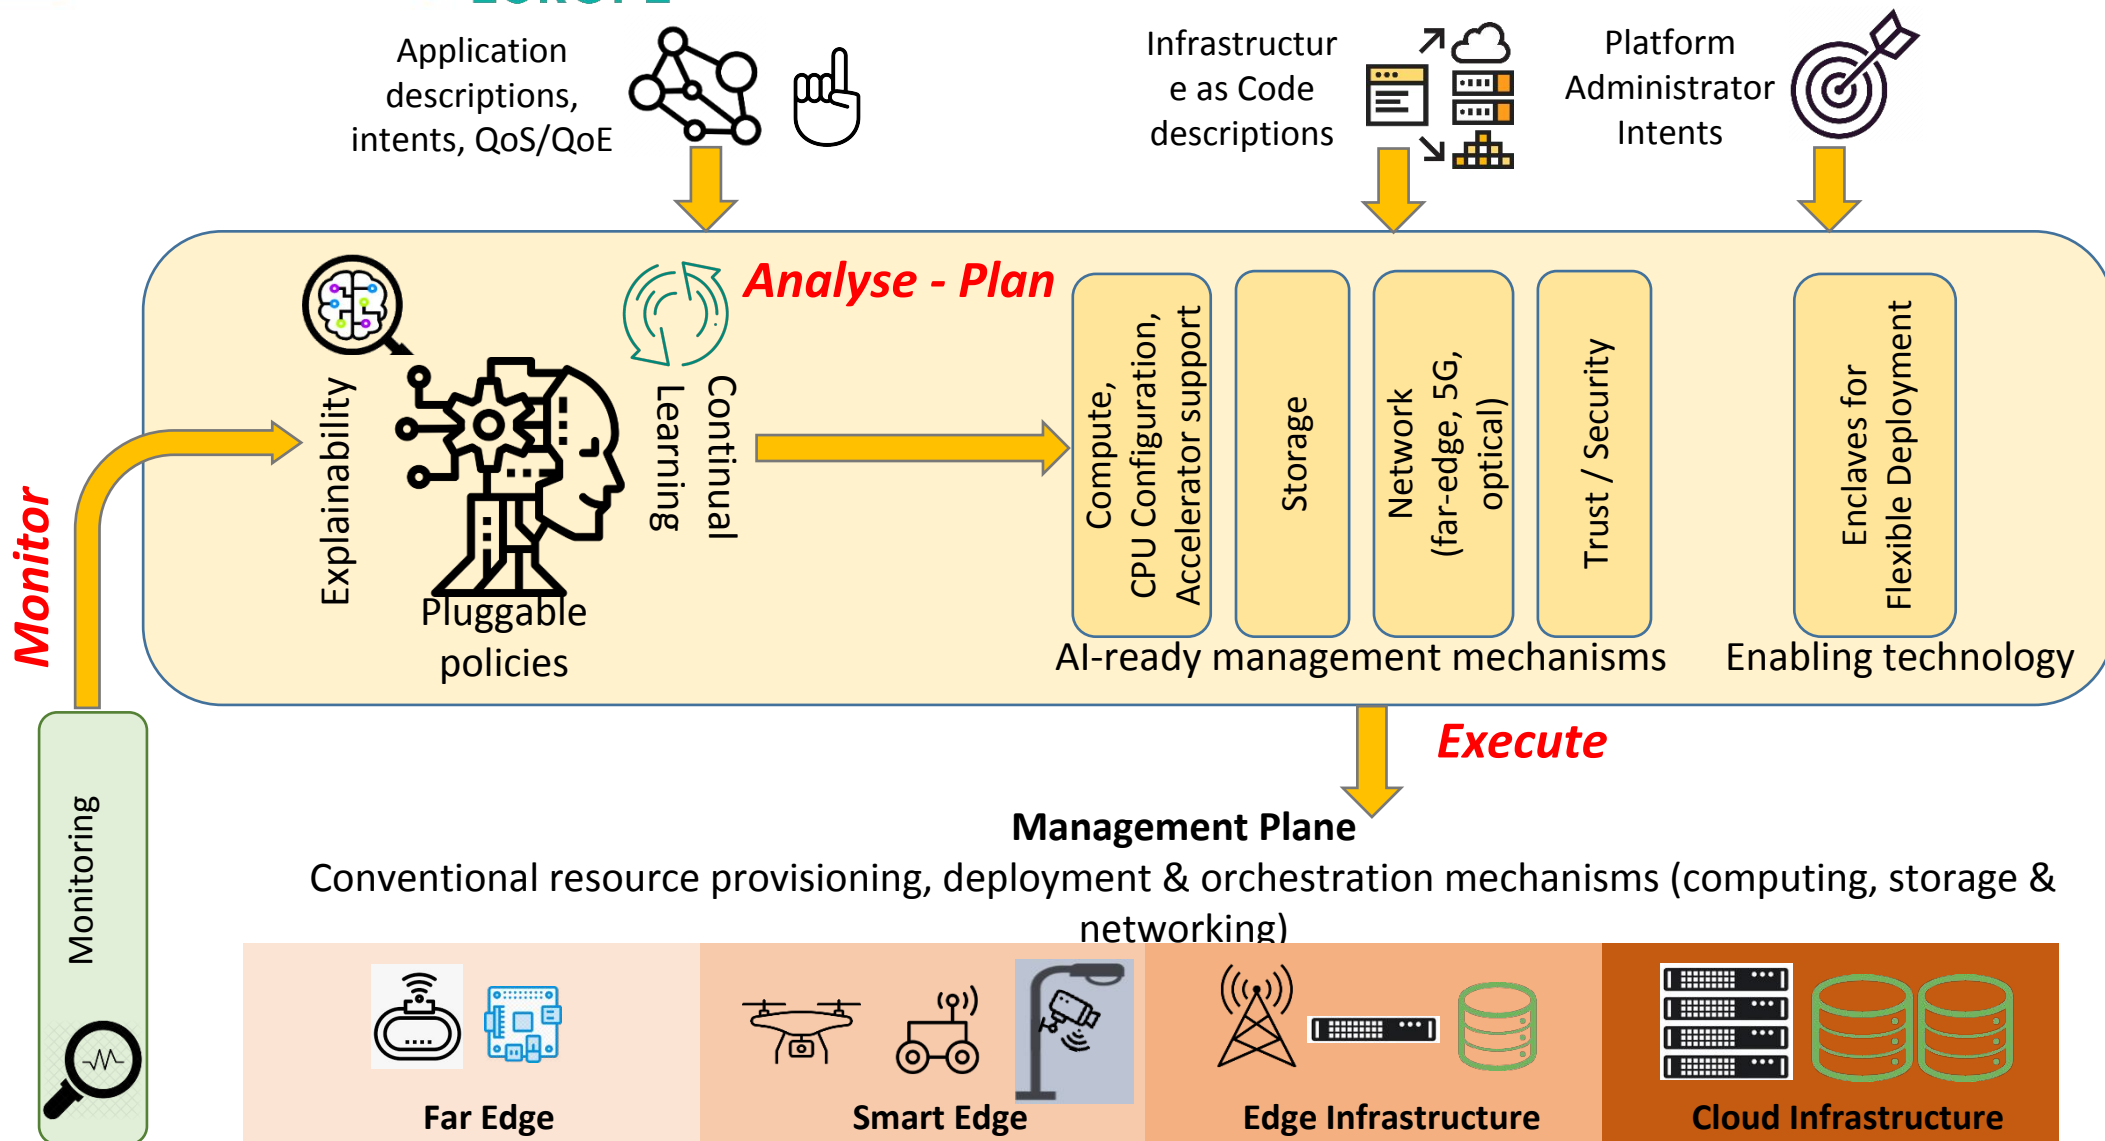 Application
descriptions,
intents, QoS/QoE
Infrastructur
e as Code
descriptions
Platform
Administrator
Intents
Analyse - Plan
Explainability
Continual
Learning
Pluggable
policies
Compute,
CPU Configuration,
Accelerator support
Storage
Network
(far-edge, 5G,
optical)
Trust / Security
Enclaves for
Flexible Deployment
AI-ready management mechanisms
Enabling technology
Monitor
Execute
Monitoring
Management Plane
Conventional resource provisioning, deployment & orchestration mechanisms (computing, storage &
networking)
Far Edge
Smart Edge
Edge Infrastructure
Cloud Infrastructure